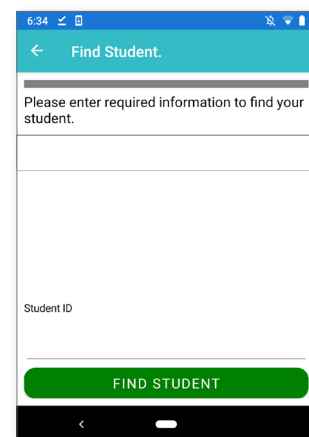 6:34
Find Student.
Please enter required information to find your
student.
Student ID
FIND STUDENT